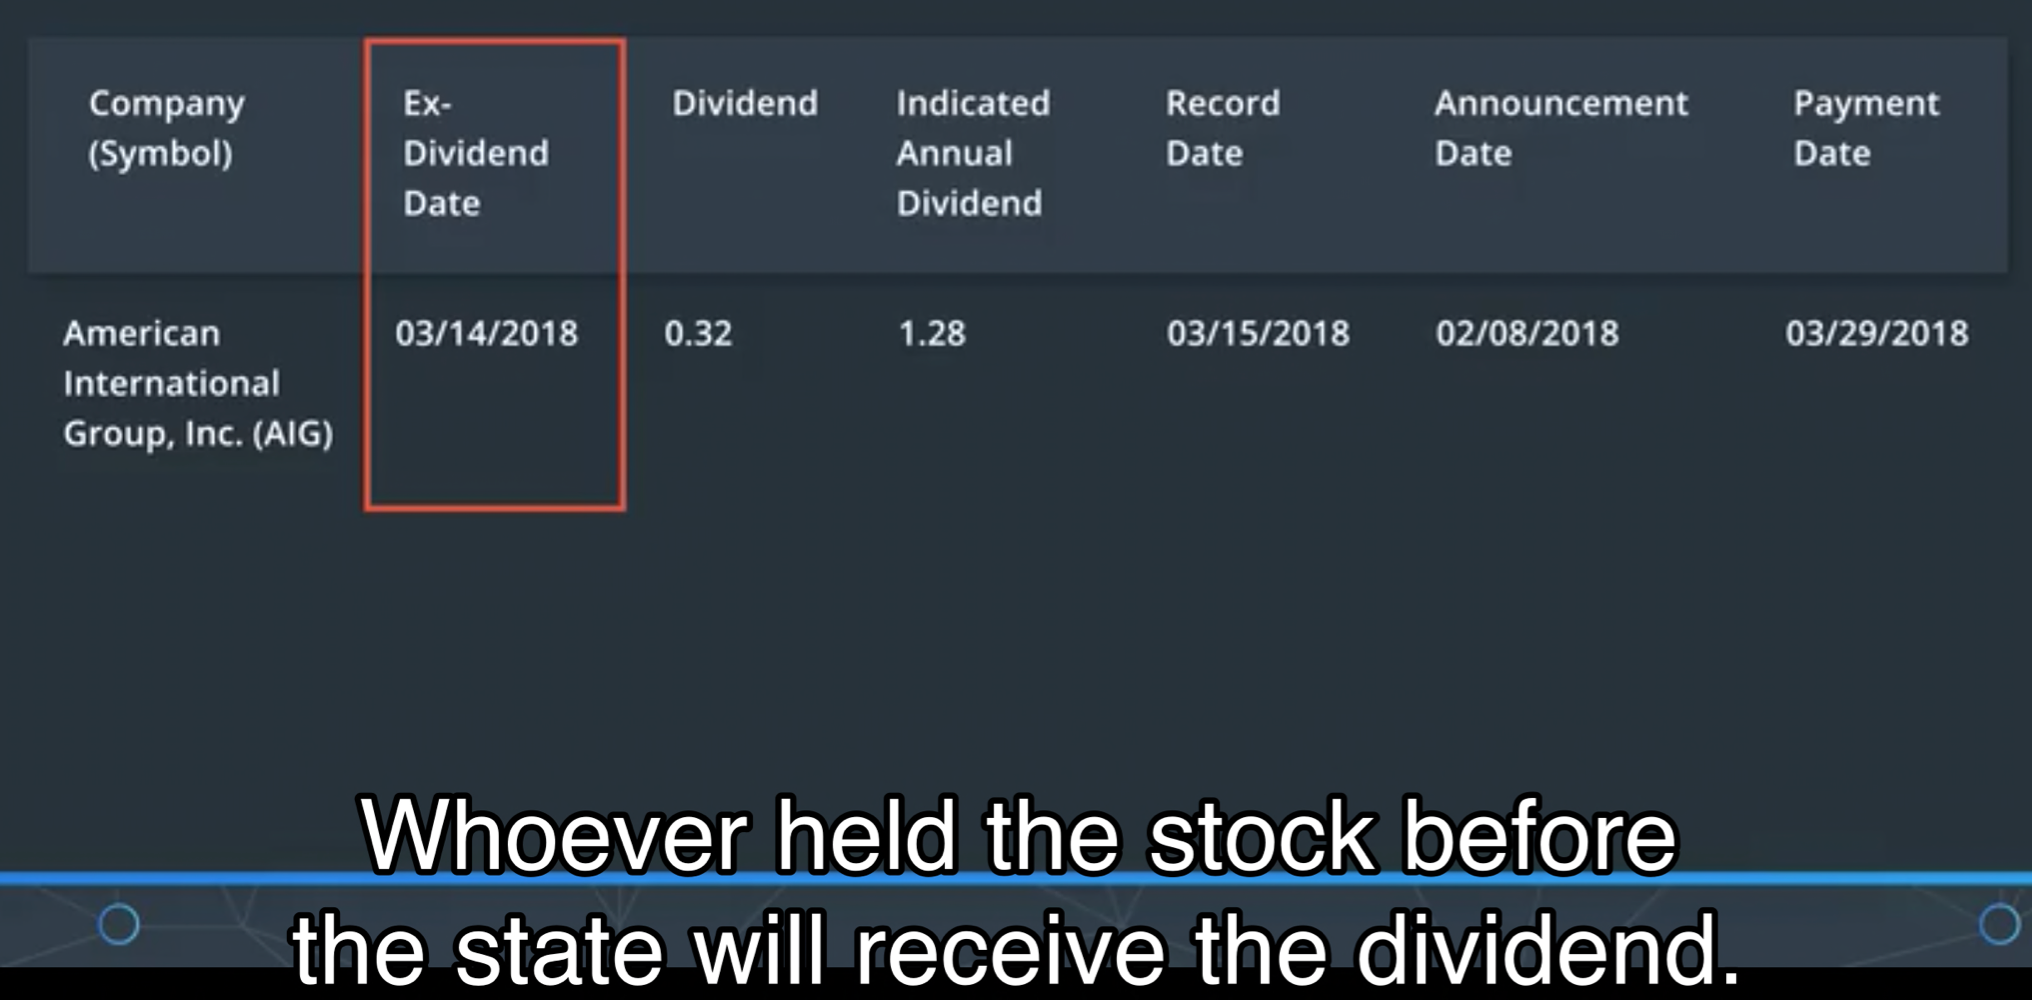 Company
(Symbol)
Ex-
Dividend
Date
Dividend
Indicated
Annual
Dividend
Record
Date
Announcement
Date
Payment
Date
American
International
Group, Inc. (AIG)
03/14/2018
0.32
1.28
03/15/2018
02/08/2018
03/29/2018
Whoever held the stock before
the state will receive the dividend.